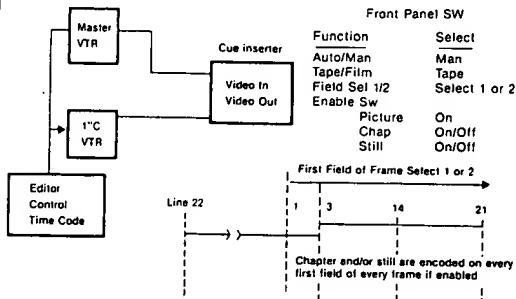 Master
VTR
Cue inserter
Video In
Video Out
1"C
VTR
Editor
Control
Time Code
Front Panel SW
Function Select
Auto/Man Man
Tape/Film Tape
Field Sel 1/2 Select 1 or 2
Enable Sw
Picture On
Chap On/Off
Still On/Off
First Field of Frame Select 1 or 2
Line 22
1 3 14 21
Chapter and/or still are encoded on every
first field of every frame if enabled